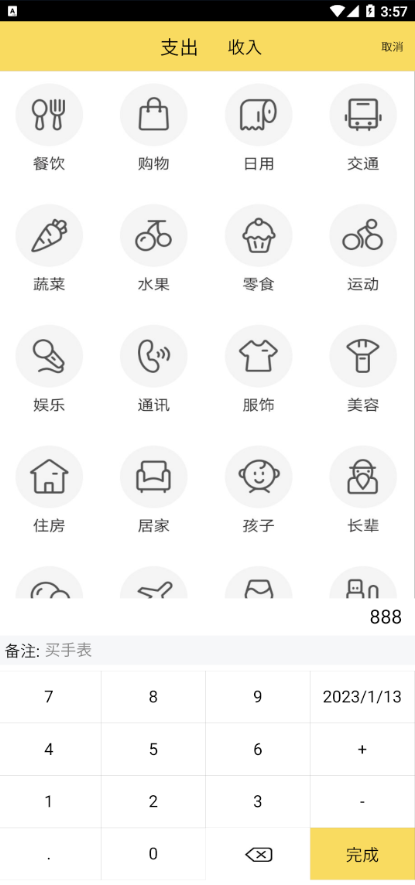 A 3:57
支出 收入 取消
餐饮 购物 日用 交通
蔬菜 水果 零食 运动
娱乐 通讯 服饰 美容
住房 居家 孩子 长辈
888
备注: 买手表
7 8 9 2023/1/13
4 5 6 +
1 2 3 -
. 0 完成